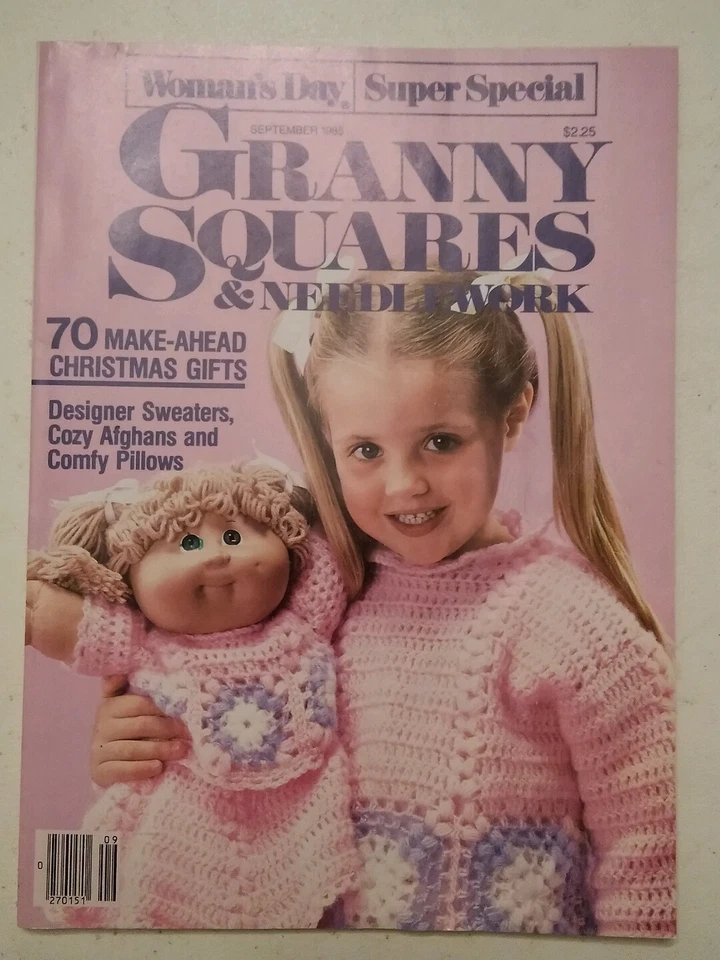 Woman's Day Super Special
SEPTEMBER 1985 $2.25
GRANNY
SQUARES
& NEEDLEWORK
70 MAKE-AHEAD
CHRISTMAS GIFTS
Designer Sweaters,
Cozy Afghans and
Comfy Pillows
09
0
270151